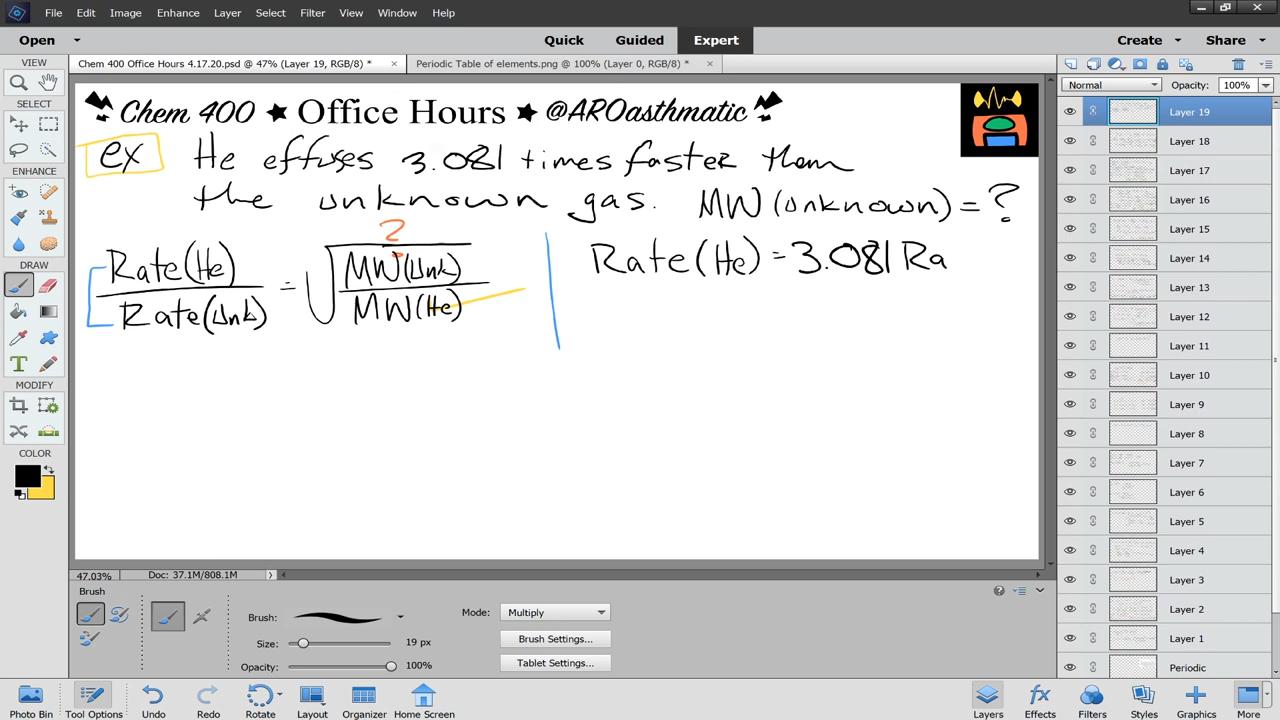 File Edit Image Enhance Layer Select Filter View Window Help
Open Quick Guided Expert Create Share
Chem 400 Office Hours 4.17.20.psd @ 47% (Layer 19, RGB/8) * × Periodic Table of elements.png @ 100% (Layer 0, RGB/8) * ×
VIEW
SELECT
ENHANCE
DRAW
MODIFY
COLOR
Chem 400 ★ Office Hours ★ @AROasthmatic
ex He effuses 3.081 times faster them
the unknown gas. MW(unknown) = ?
?
Rate(He) / Rate(Unk) = √ MW(Unk) / MW(He)
Rate(He) = 3.081 Ra
Normal Opacity: 100%
Layer 19
Layer 18
Layer 17
Layer 16
Layer 15
Layer 14
Layer 13
Layer 12
Layer 11
Layer 10
Layer 9
Layer 8
Layer 7
Layer 6
Layer 5
Layer 4
Layer 3
Layer 2
Layer 1
Periodic
47.03% Doc: 37.1M/808.1M
Brush
Brush: Mode: Multiply
Size: 19 px Brush Settings...
Opacity: 100% Tablet Settings...
Photo Bin Tool Options Undo Redo Rotate Layout Organizer Home Screen Layers Effects Filters Styles Graphics More